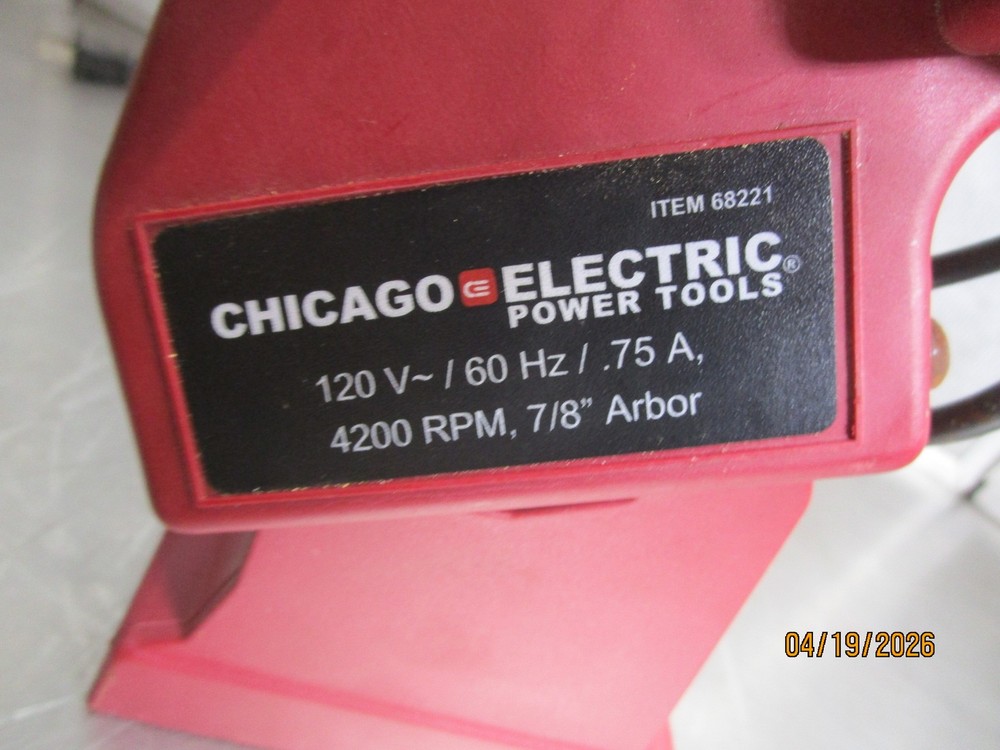 ITEM 68221
CHICAGO ELECTRIC®
POWER TOOLS
120 V~ / 60 Hz / .75 A,
4200 RPM, 7/8” Arbor
04/19/2026